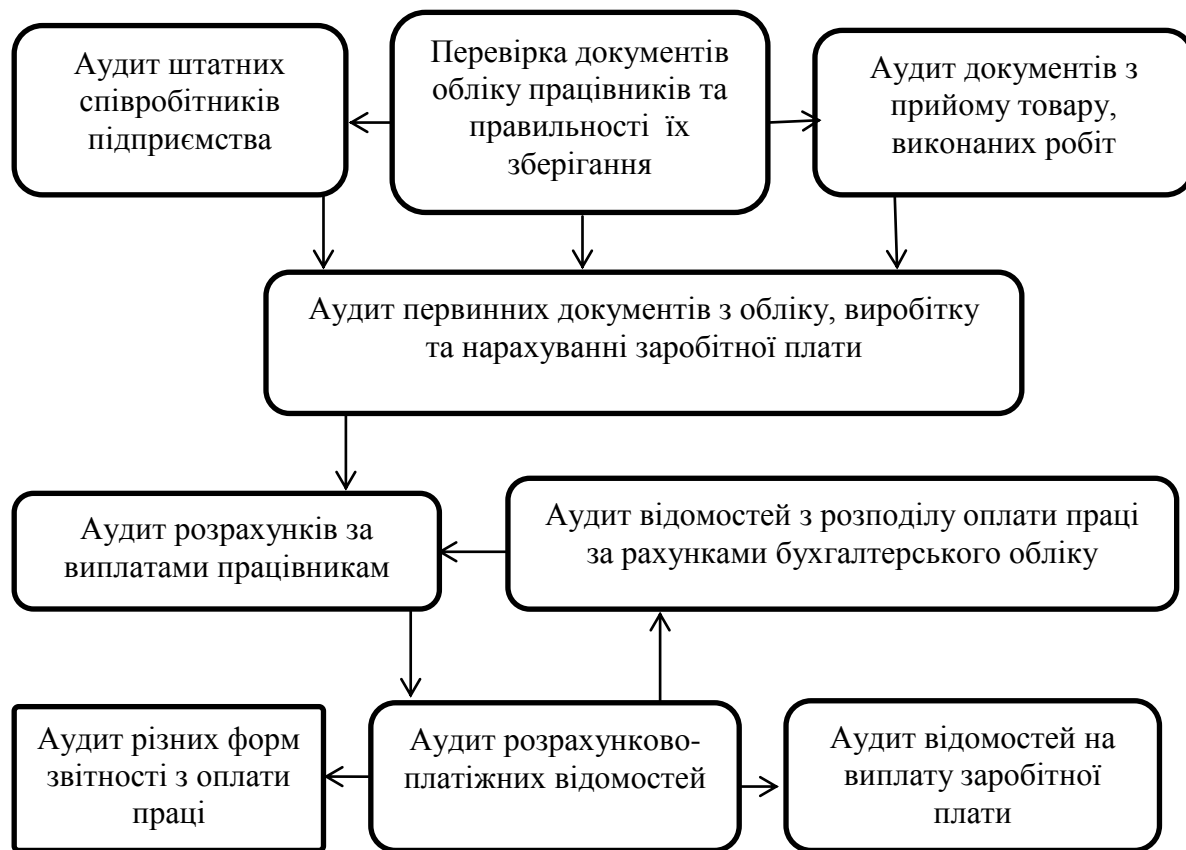 Аудит штатних
співробітників
підприємства
Перевірка документів
обліку працівників та
правильності їх
зберігання
Аудит документів з
прийому товару,
виконаних робіт
Аудит первинних документів з обліку, виробітку
та нарахуванні заробітної плати
Аудит розрахунків за
виплатами працівникам
Аудит відомостей з розподілу оплати праці
за рахунками бухгалтерського обліку
Аудит різних форм
звітності з оплати
праці
Аудит розрахунково-
платіжних відомостей
Аудит відомостей на
виплату заробітної
плати